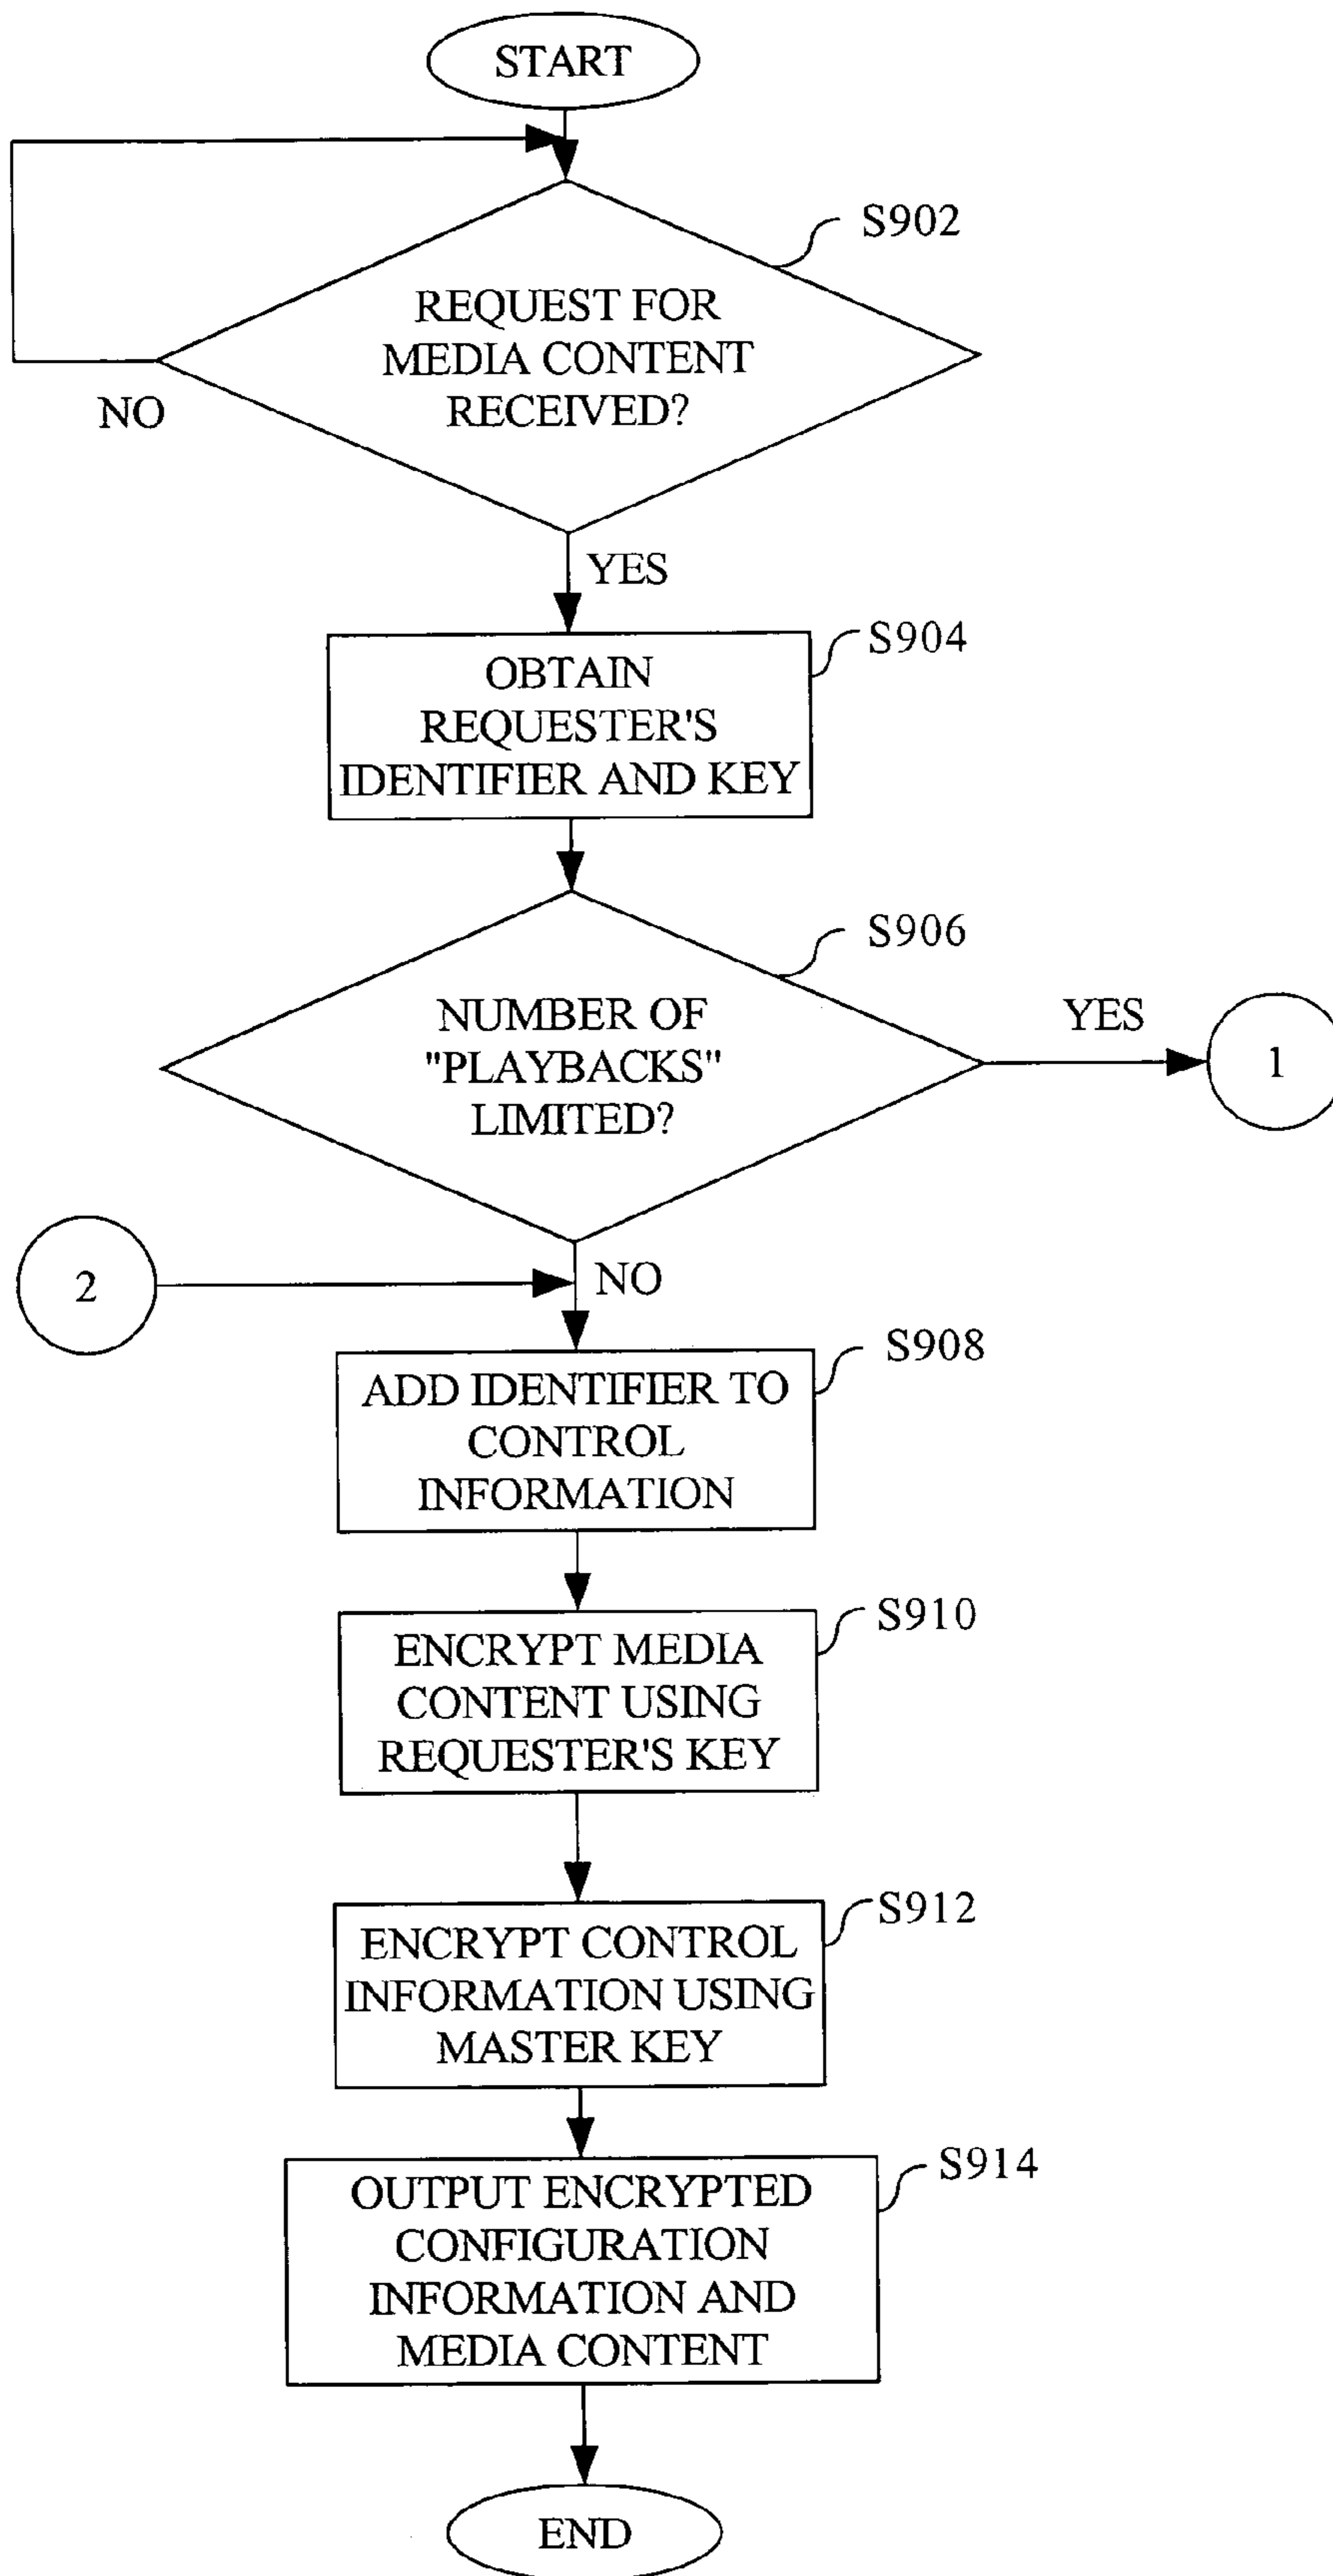 START
S902
REQUEST FOR
MEDIA CONTENT
RECEIVED?
NO
YES
S904
OBTAIN
REQUESTER'S
IDENTIFIER AND KEY
S906
NUMBER OF
"PLAYBACKS"
LIMITED?
YES
1
2
NO
S908
ADD IDENTIFIER TO
CONTROL
INFORMATION
S910
ENCRYPT MEDIA
CONTENT USING
REQUESTER'S KEY
S912
ENCRYPT CONTROL
INFORMATION USING
MASTER KEY
S914
OUTPUT ENCRYPTED
CONFIGURATION
INFORMATION AND
MEDIA CONTENT
END